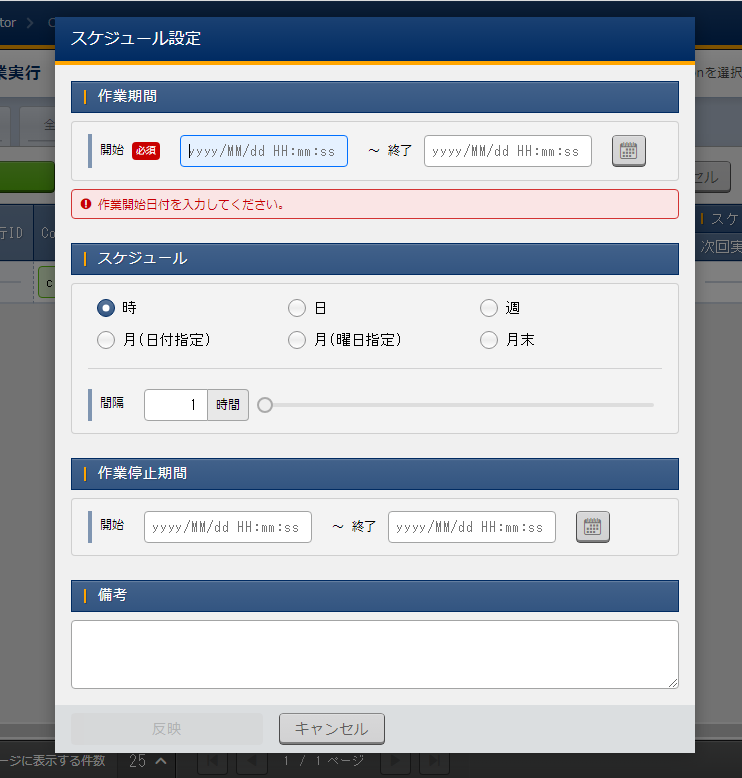 tor
スケジュール設定
業実行
nを選択
作業期間
全
開始 必須 yyyy/MM/dd HH:mm:ss ～ 終了 yyyy/MM/dd HH:mm:ss
セル
作業開始日付を入力してください。
行ID
Co
スケ
次回実
スケジュール
c
時 日 週
月(日付指定) 月(曜日指定) 月末
間隔 1 時間
作業停止期間
開始 yyyy/MM/dd HH:mm:ss ～ 終了 yyyy/MM/dd HH:mm:ss
備考
反映 キャンセル
ページに表示する件数 25 1 / 1 ページ